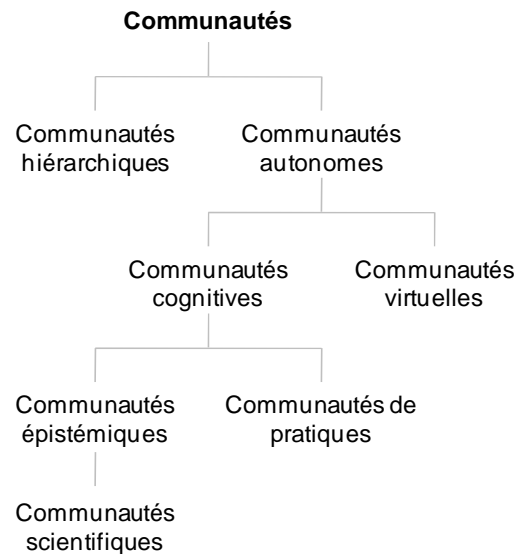 Communautés
Communautés
hiérarchiques
Communautés
autonomes
Communautés
cognitives
Communautés
virtuelles
Communautés
épistémiques
Communautés de
pratiques
Communautés
scientifiques